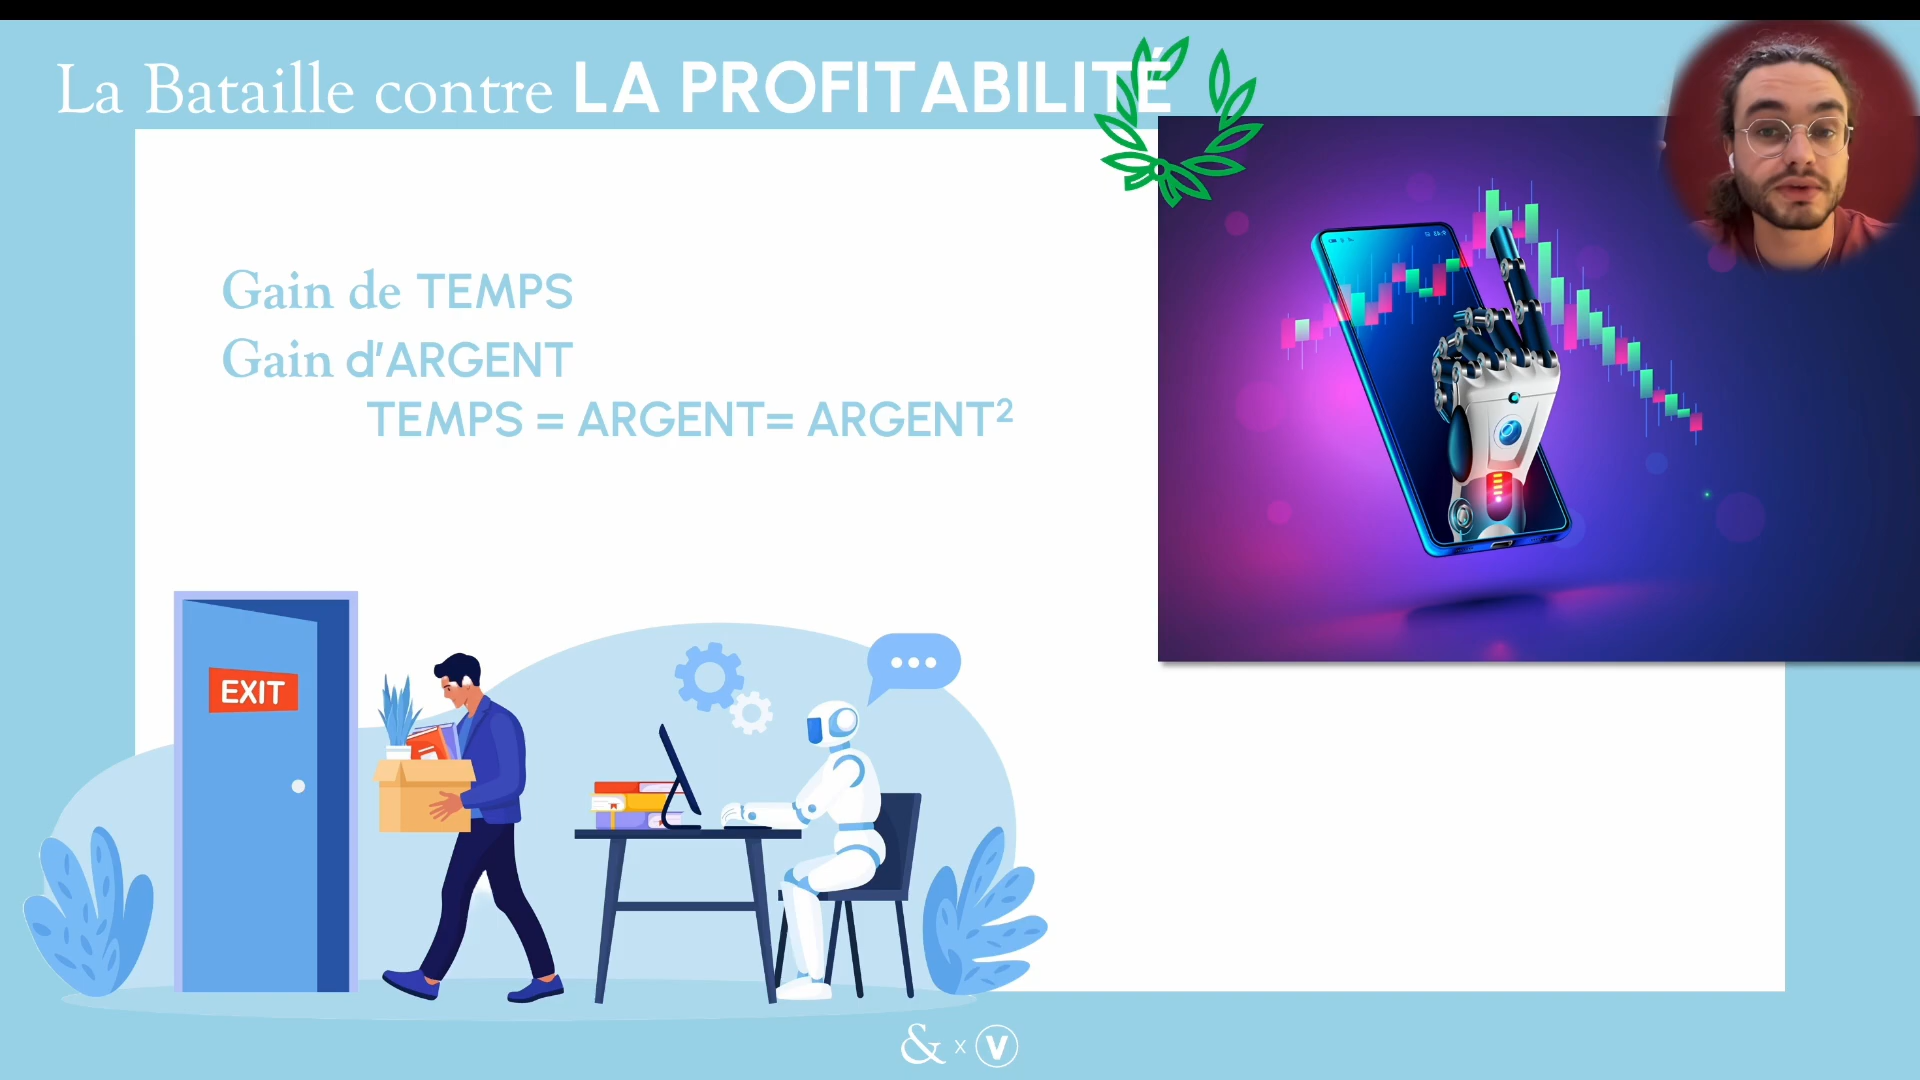 La Bataille contre LA PROFITABILITÉ
Gain de TEMPS
Gain d'ARGENT
TEMPS = ARGENT= ARGENT²
EXIT
& x V